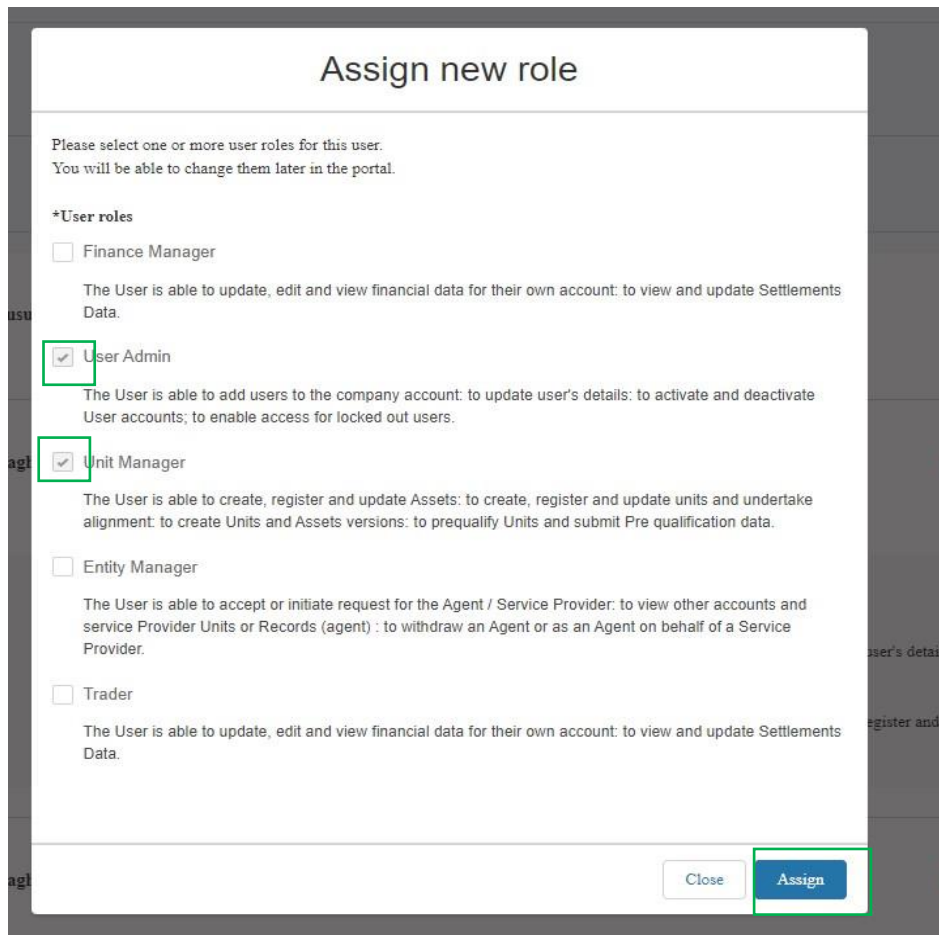 Assign new role
Please select one or more user roles for this user.
You will be able to change them later in the portal.
*User roles
Finance Manager
The User is able to update, edit and view financial data for their own account: to view and update Settlements
Data.
User Admin
The User is able to add users to the company account: to update user's details: to activate and deactivate
User accounts; to enable access for locked out users.
Unit Manager
The User is able to create, register and update Assets: to create, register and update units and undertake
alignment: to create Units and Assets versions: to prequalify Units and submit Pre qualification data.
Entity Manager
The User is able to accept or initiate request for the Agent / Service Provider: to view other accounts and
service Provider Units or Records (agent) : to withdraw an Agent or as an Agent on behalf of a Service
Provider.
Trader
The User is able to update, edit and view financial data for their own account: to view and update Settlements
Data.
egister and
Close Assign